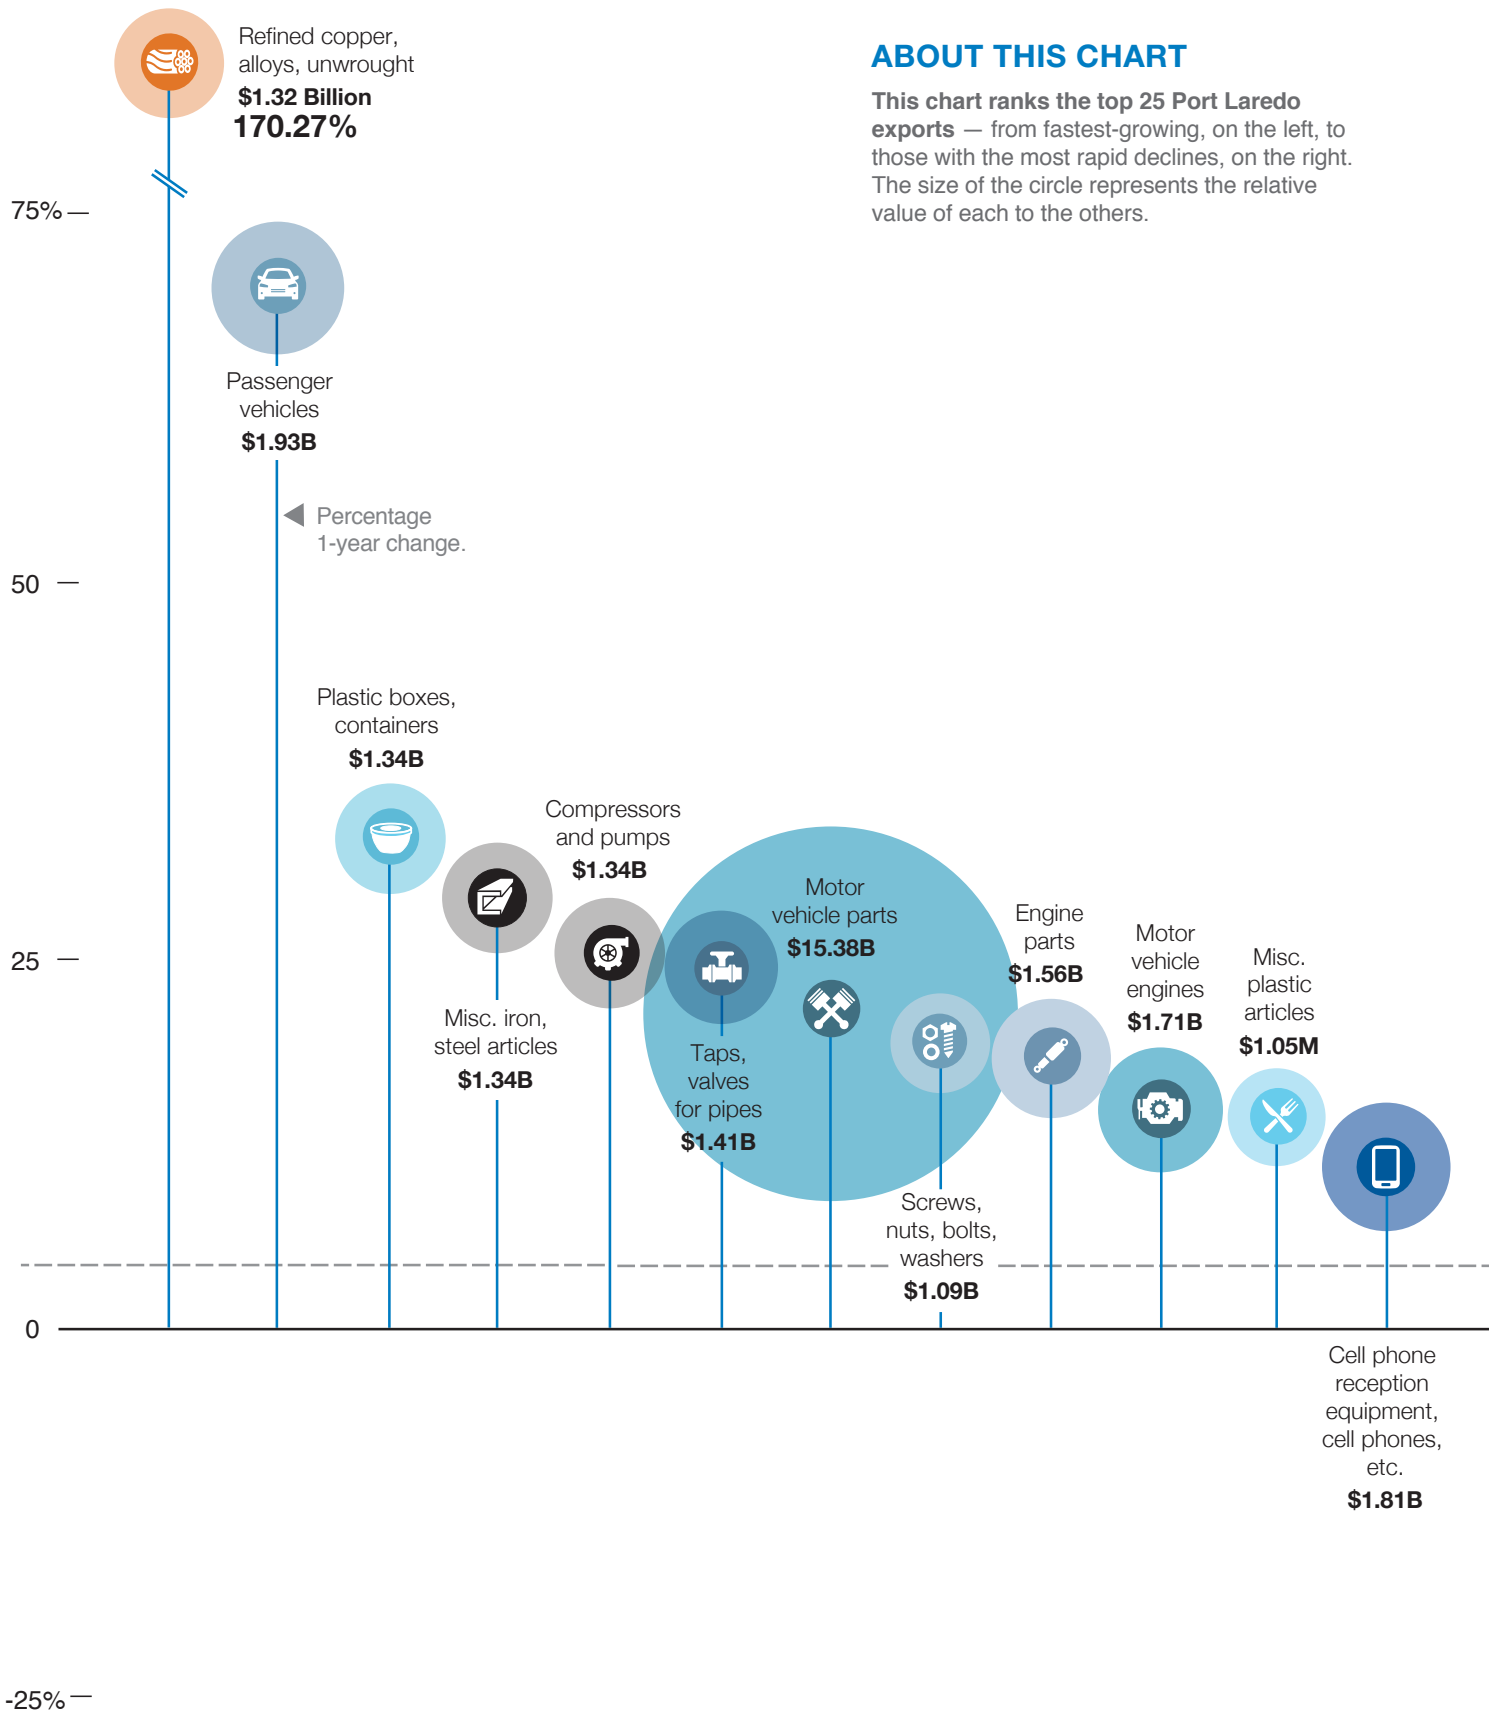 Refined copper,
alloys, unwrought
$1.32 Billion
170.27%
ABOUT THIS CHART
This chart ranks the top 25 Port Laredo
exports — from fastest-growing, on the left, to
those with the most rapid declines, on the right.
The size of the circle represents the relative
value of each to the others.
75%
Passenger
vehicles
$1.93B
Percentage
1-year change.
50
Plastic boxes,
containers
$1.34B
Misc. iron,
steel articles
$1.34B
Compressors
and pumps
$1.34B
Taps,
valves
for pipes
$1.41B
Motor
vehicle parts
$15.38B
Screws,
nuts, bolts,
washers
$1.09B
Engine
parts
$1.56B
Motor
vehicle
engines
$1.71B
Misc.
plastic
articles
$1.05M
25
0
Cell phone
reception
equipment,
cell phones,
etc.
$1.81B
-25%